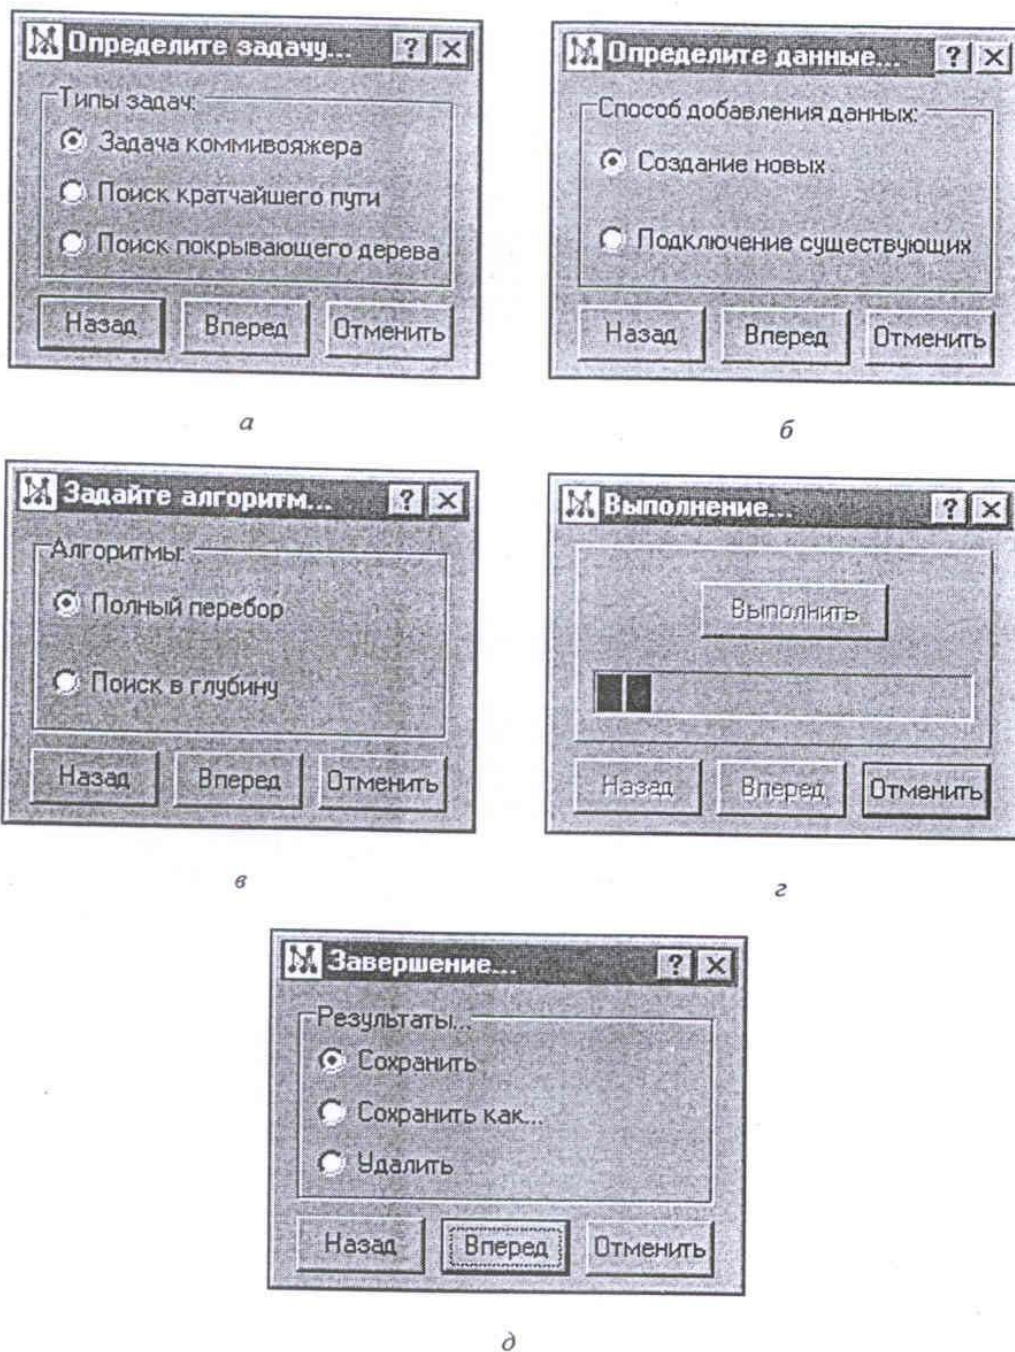 Определите задачу...
Типы задач:
Задача коммивояжера
Поиск кратчайшего пути
Поиск покрывающего дерева
Назад Вперед Отменить
а
Определите данные...
Способ добавления данных:
Создание новых
Подключение существующих
Назад Вперед Отменить
б
Задайте алгоритм...
Алгоритмы:
Полный перебор
Поиск в глубину
Назад Вперед Отменить
в
Выполнение...
Выполнить
Назад Вперед Отменить
г
Завершение...
Результаты...
Сохранить
Сохранить как...
Удалить
Назад Вперед Отменить
д